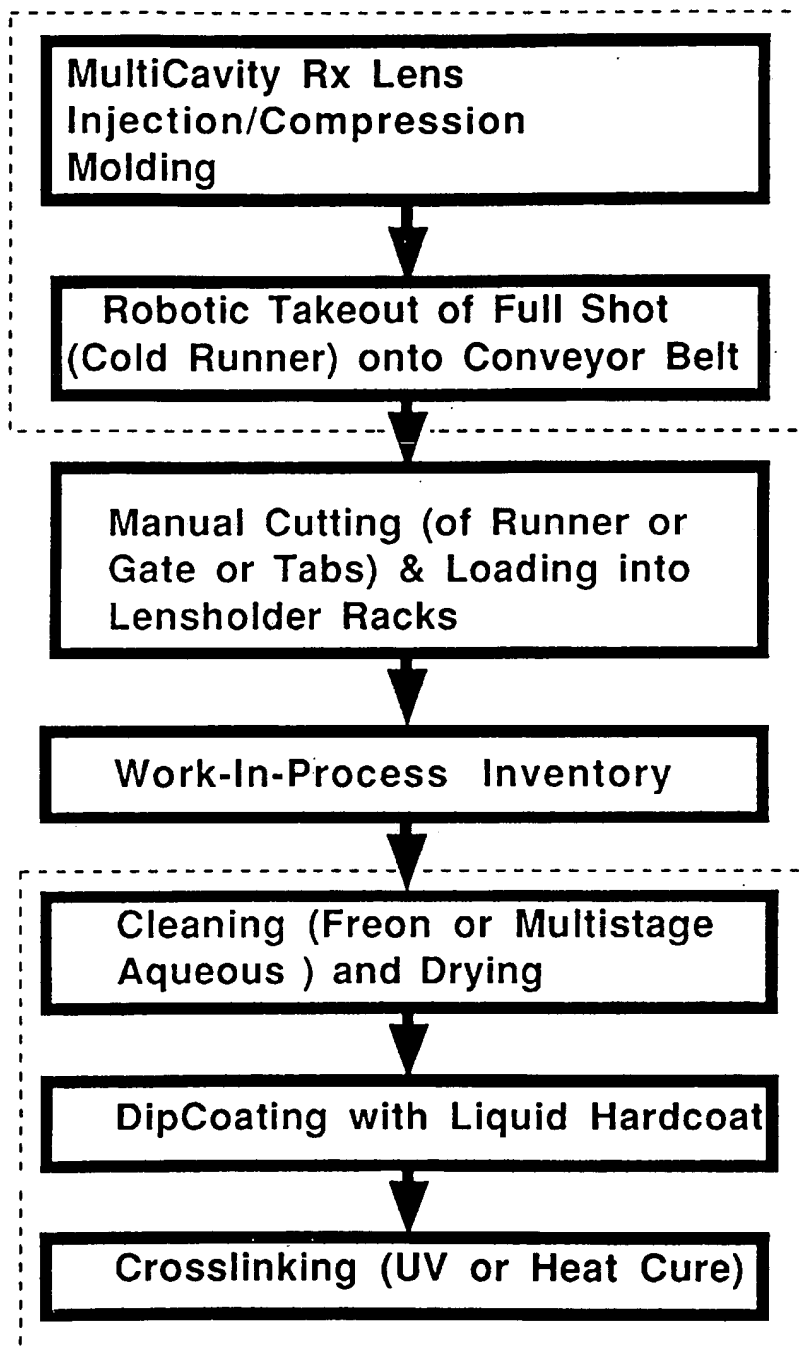 MultiCavity Rx Lens
Injection/Compression
Molding
Robotic Takeout of Full Shot
(Cold Runner) onto Conveyor Belt
Manual Cutting (of Runner or
Gate or Tabs) & Loading into
Lensholder Racks
Work-In-Process Inventory
Cleaning (Freon or Multistage
Aqueous ) and Drying
DipCoating with Liquid Hardcoat
Crosslinking (UV or Heat Cure)